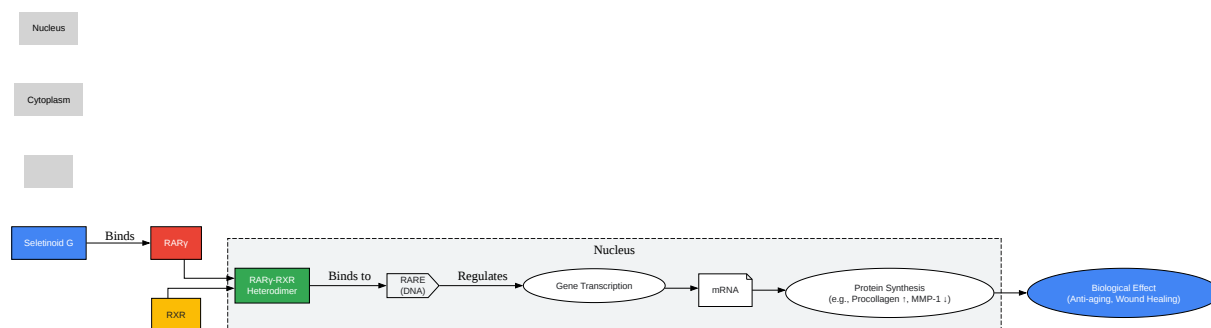 Nucleus
Cytoplasm
Seletinoid G
Binds
RARγ
RXR
Nucleus
RARγ-RXR
Heterodimer
Binds to
RARE
(DNA)
Regulates
Gene Transcription
mRNA
Protein Synthesis
(e.g., Procollagen ↑, MMP-1 ↓)
Biological Effect
(Anti-aging, Wound Healing)